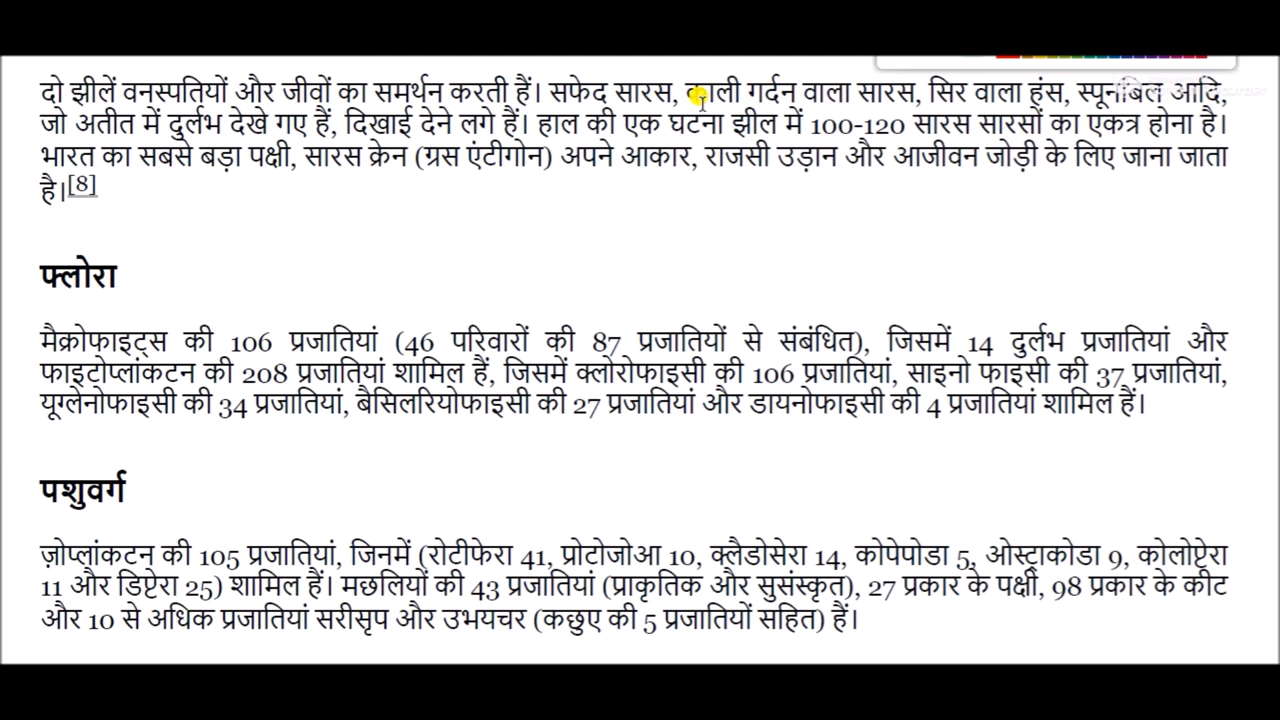 दो झीलें वनस्पतियों और जीवों का समर्थन करती हैं। सफेद सारस, काली गर्दन वाला सारस, सिर वाला हंस, स्पूनबिल आदि,
जो अतीत में दुर्लभ देखे गए हैं, दिखाई देने लगे हैं। हाल की एक घटना झील में 100-120 सारस सारसों का एकत्र होना है।
भारत का सबसे बड़ा पक्षी, सारस क्रेन (ग्रस एंटीगोन) अपने आकार, राजसी उड़ान और आजीवन जोड़ी के लिए जाना जाता
है।[8]
फ्लोरा
मैक्रोफाइट्स की 106 प्रजातियां (46 परिवारों की 87 प्रजातियों से संबंधित), जिसमें 14 दुर्लभ प्रजातियां और
फाइटोप्लांकटन की 208 प्रजातियां शामिल हैं, जिसमें क्लोरोफाइसी की 106 प्रजातियां, साइनो फाइसी की 37 प्रजातियां,
यूग्लेनोफाइसी की 34 प्रजातियां, बैसिलरियोफाइसी की 27 प्रजातियां और डायनोफाइसी की 4 प्रजातियां शामिल हैं।
पशुवर्ग
ज़ोप्लांकटन की 105 प्रजातियां, जिनमें (रोटीफेरा 41, प्रोटोजोआ 10, क्लैडोसेरा 14, कोपेपोडा 5, ओस्ट्राकोडा 9, कोलोप्टेरा
11 और डिप्टेरा 25) शामिल हैं। मछलियों की 43 प्रजातियां (प्राकृतिक और सुसंस्कृत), 27 प्रकार के पक्षी, 98 प्रकार के कीट
और 10 से अधिक प्रजातियां सरीसृप और उभयचर (कछुए की 5 प्रजातियों सहित) हैं।